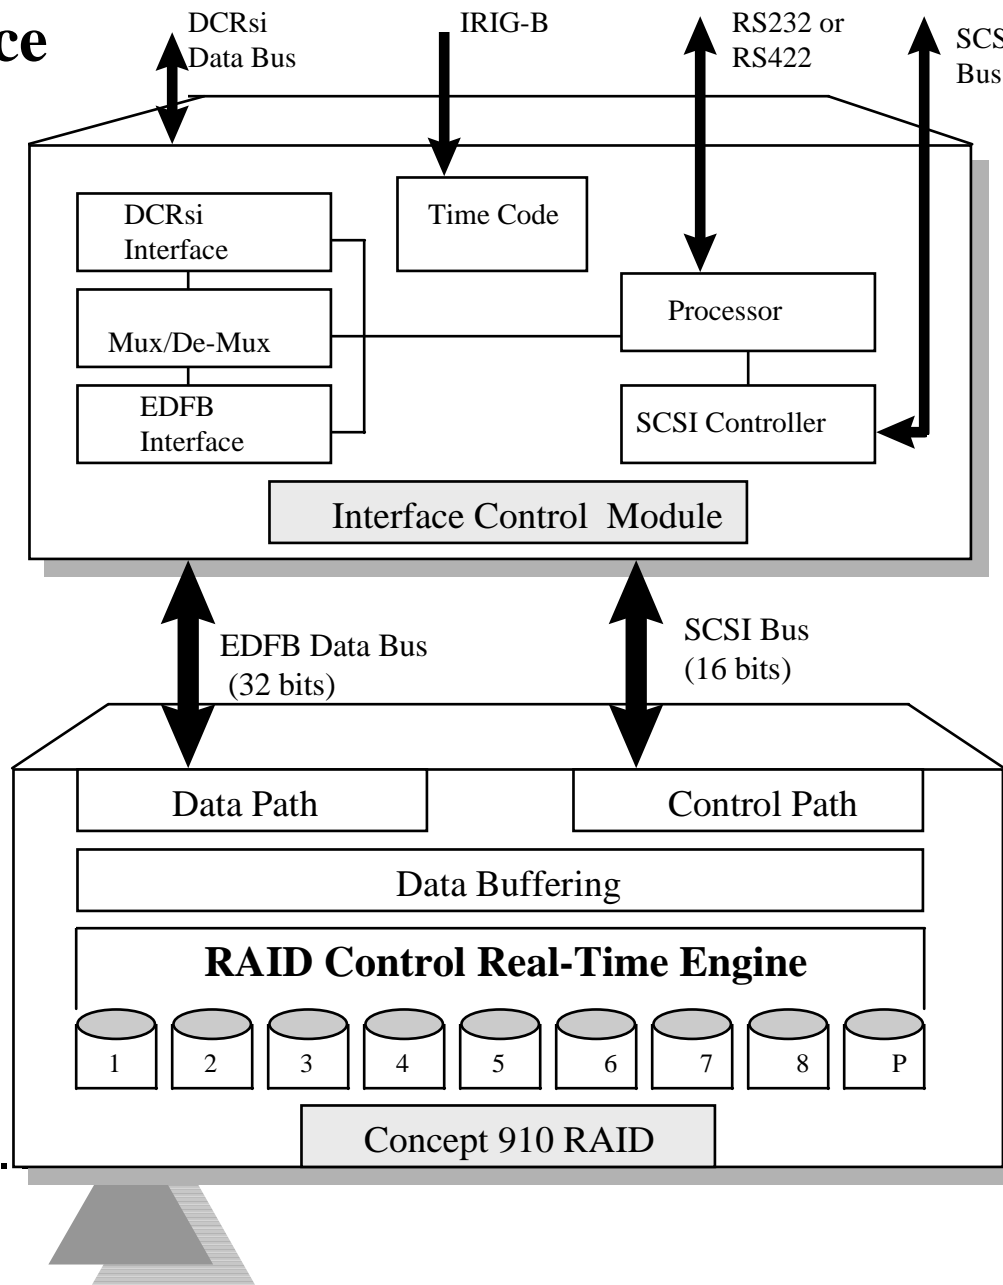 ce
DCRsi
Data Bus
IRIG-B
RS232 or
RS422
SCS
Bus
DCRsi
Interface
Time Code
Mux/De-Mux
Processor
EDFB
Interface
SCSI Controller
Interface Control Module
EDFB Data Bus
(32 bits)
SCSI Bus
(16 bits)
Data Path
Control Path
Data Buffering
RAID Control Real-Time Engine
1 2 3 4 5 6 7 8 P
Concept 910 RAID